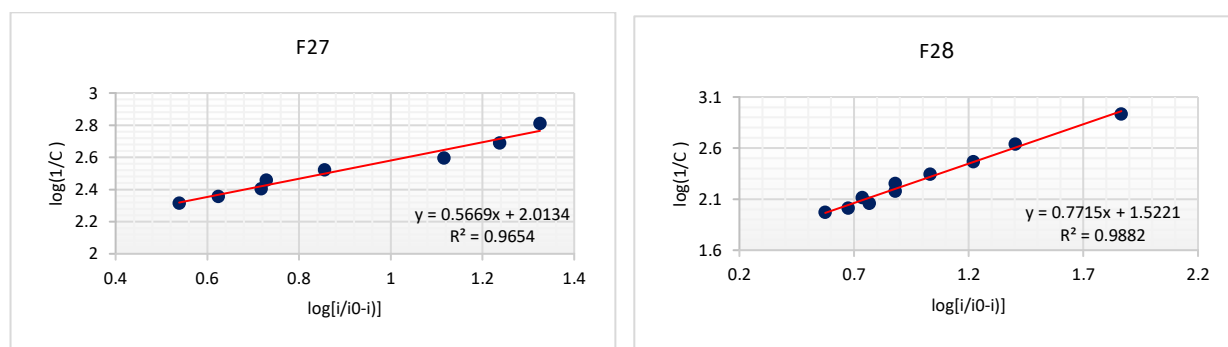 F27
log(1/C )
3
2.8
2.6
2.4
2.2
2
y = 0.5669x + 2.0134
R² = 0.9654
0.4
0.6
0.8
1
1.2
1.4
log[i/i0-i)]
F28
log(1/C)
3.1
2.6
2.1
1.6
y = 0.7715x + 1.5221
R² = 0.9882
0.2
0.7
1.2
1.7
2.2
log[i/i0-i)]